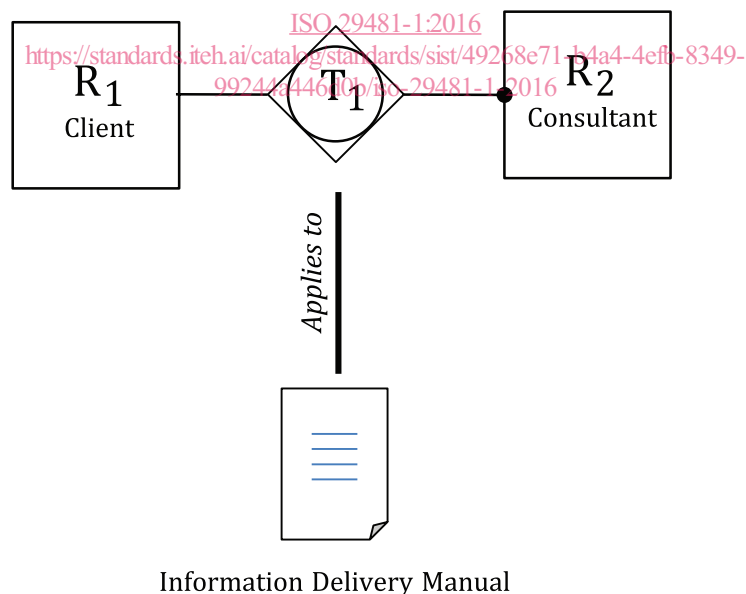 ISO 29481-1:2016
https://standards.iteh.ai/catalog/standards/sist/49268e71-b4a4-4efb-8349-
99244a446d0b/iso-29481-1-2016
R1
Client
T1
R2
Consultant
Applies to
Information Delivery Manual